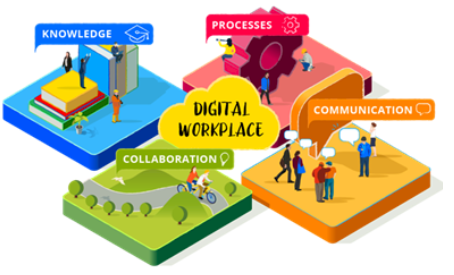 KNOWLEDGE
PROCESSES
DIGITAL
WORKPLACE
COMMUNICATION
COLLABORATION